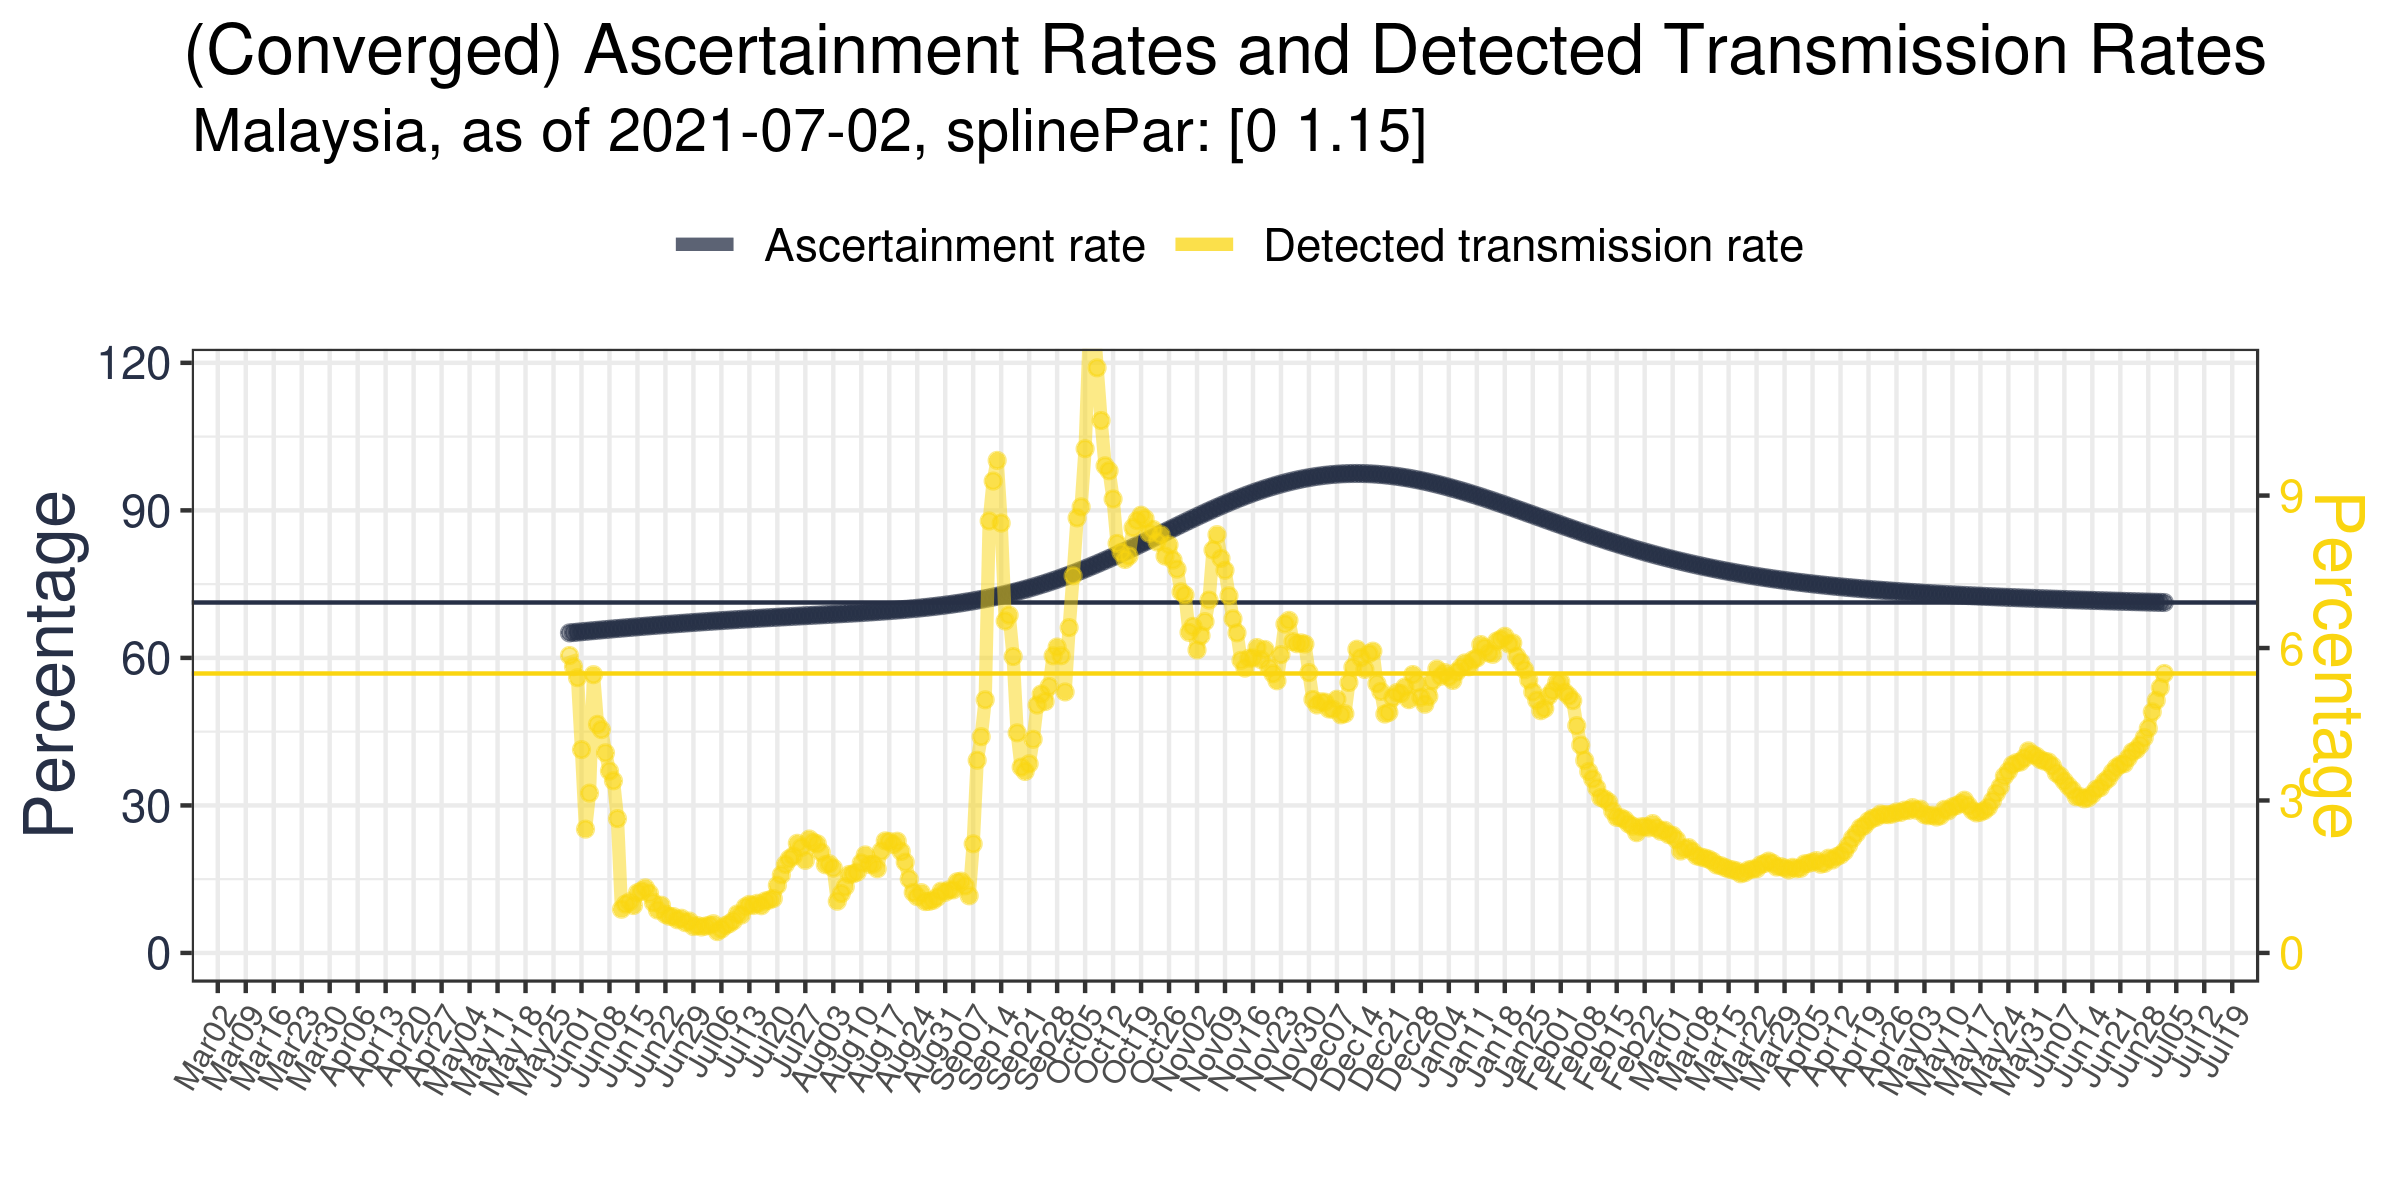 (Converged) Ascertainment Rates and Detected Transmission Rates
Malaysia, as of 2021-07-02, splinePar: [0 1.15]
Ascertainment rate
Detected transmission rate
Percentage
120
90
60
30
0
9
6
3
0
Percentage
Mar02
Mar09
Mar16
Mar23
Mar30
Apr06
Apr13
Apr20
Apr27
May04
May11
May18
May25
Jun01
Jun08
Jun15
Jun22
Jun29
Jul06
Jul13
Jul20
Jul27
Aug03
Aug10
Aug17
Aug24
Aug31
Sep07
Sep14
Sep21
Sep28
Oct05
Oct12
Oct19
Oct26
Nov02
Nov09
Nov16
Nov23
Nov30
Dec07
Dec14
Dec21
Dec28
Jan04
Jan11
Jan18
Jan25
Feb01
Feb08
Feb15
Feb22
Mar01
Mar08
Mar15
Mar22
Mar29
Apr05
Apr12
Apr19
Apr26
May03
May10
May17
May24
May31
Jun07
Jun14
Jun21
Jun28
Jul05
Jul12
Jul19